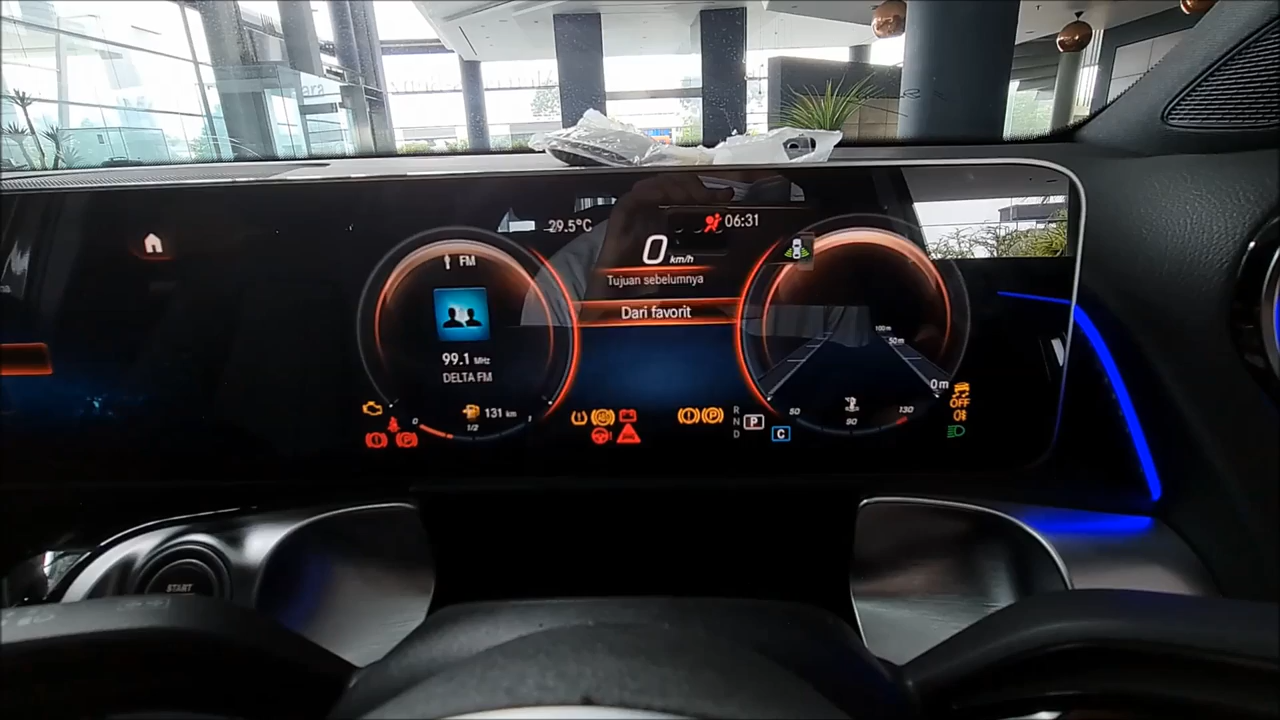 29.5°C
06:31
FM
0 km/h
Tujuan sebelumnya
Dari favorit
99.1 MHz
DELTA FM
100m
50m
0m
OFF
131 km
0
1/2
1
R
N
D
P
C
50
90
130
START